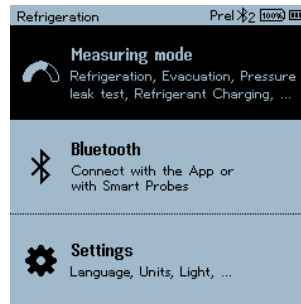 Refrigeration Prel 2 100%
Measuring mode
Refrigeration, Evacuation, Pressure
leak test, Refrigerant Charging, ...
Bluetooth
Connect with the App or
with Smart Probes
Settings
Language, Units, Light, ...